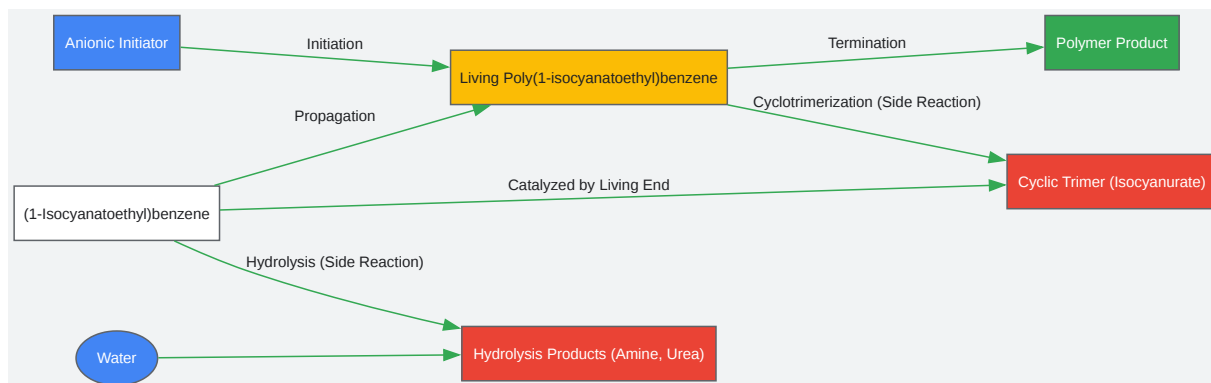 Anionic Initiator
Initiation
Living Poly(1-isocyanatoethyl)benzene
Termination
Polymer Product
Propagation
Cyclotrimerization (Side Reaction)
(1-Isocyanatoethyl)benzene
Catalyzed by Living End
Cyclic Trimer (Isocyanurate)
Hydrolysis (Side Reaction)
Water
Hydrolysis Products (Amine, Urea)